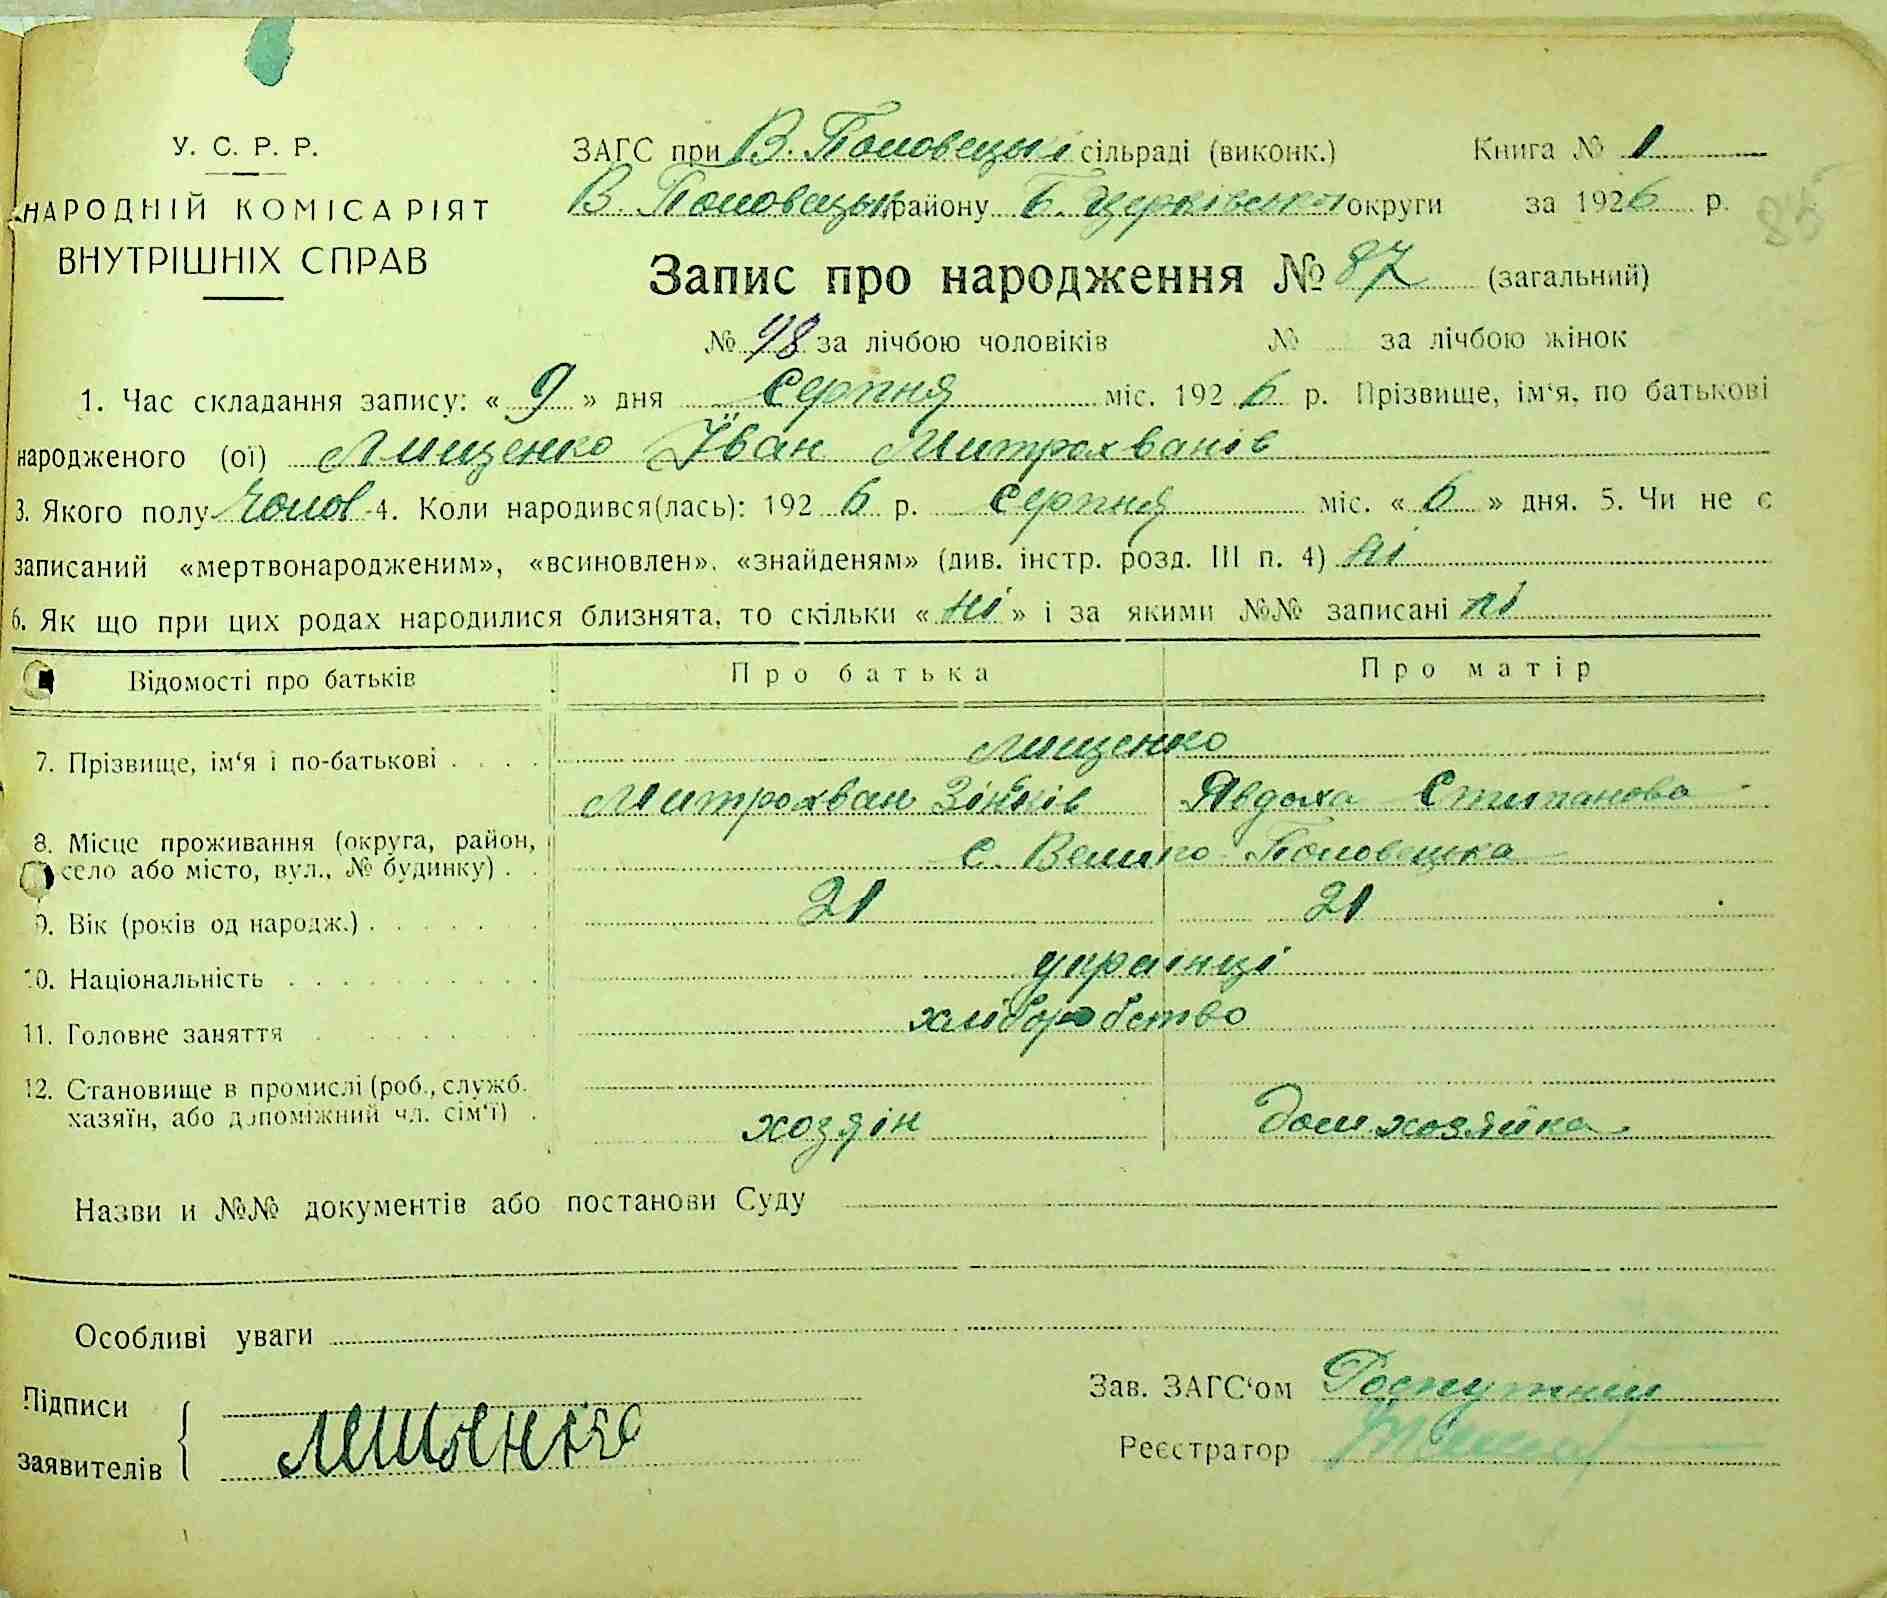 У. С. Р. Р.
НАРОДНІЙ КОМІСАРІЯТ
ВНУТРІШНІХ СПРАВ
ЗАГС при В. Половецькі сільраді (виконк.) Книга № 1
В. Половецьк району Б. Церківської округи за 1926 р.
85
Запис про народження № 87 (загальний)
№ 48 за лічбою чоловіків № за лічбою жінок
1. Час складання запису: « 9 » дня Серпня міс. 1926 р. Прізвище, ім'я, по батькові
народженого (ої) Лищенко Іван Митрохванів
3. Якого полу Чолов 4. Коли народився(лась): 1926 р. Серпня міс. « 6 » дня. 5. Чи не є
записаний «мертвонародженим», «всиновлен», «знайденям» (див. інстр. розд. III п. 4) ні
6. Як що при цих родах народилися близнята, то скільки « ні » і за якими №№ записані ні
Відомості про батьків Про батька Про матір
7. Прізвище, ім'я і по-батькові . . . . Лищенко
Митрохван Зіньків Явдоха Степанова
8. Місце проживання (округа, район,
село або місто, вул., № будинку) . . с. Велико Половецка
9. Вік (років од народж.) . . . . . . 21 21
10. Національність . . . . . . . . . українці
11. Головне заняття . . . . . . . . хліборобство
12. Становище в промислі (роб., служб.
хазяїн, або допоміжний чл. сім'ї) . хозяін домхозяйка
Назви и №№ документів або постанови Суду
Особливі уваги
Підписи
заявителів
Зав. ЗАГС'ом
Реєстратор